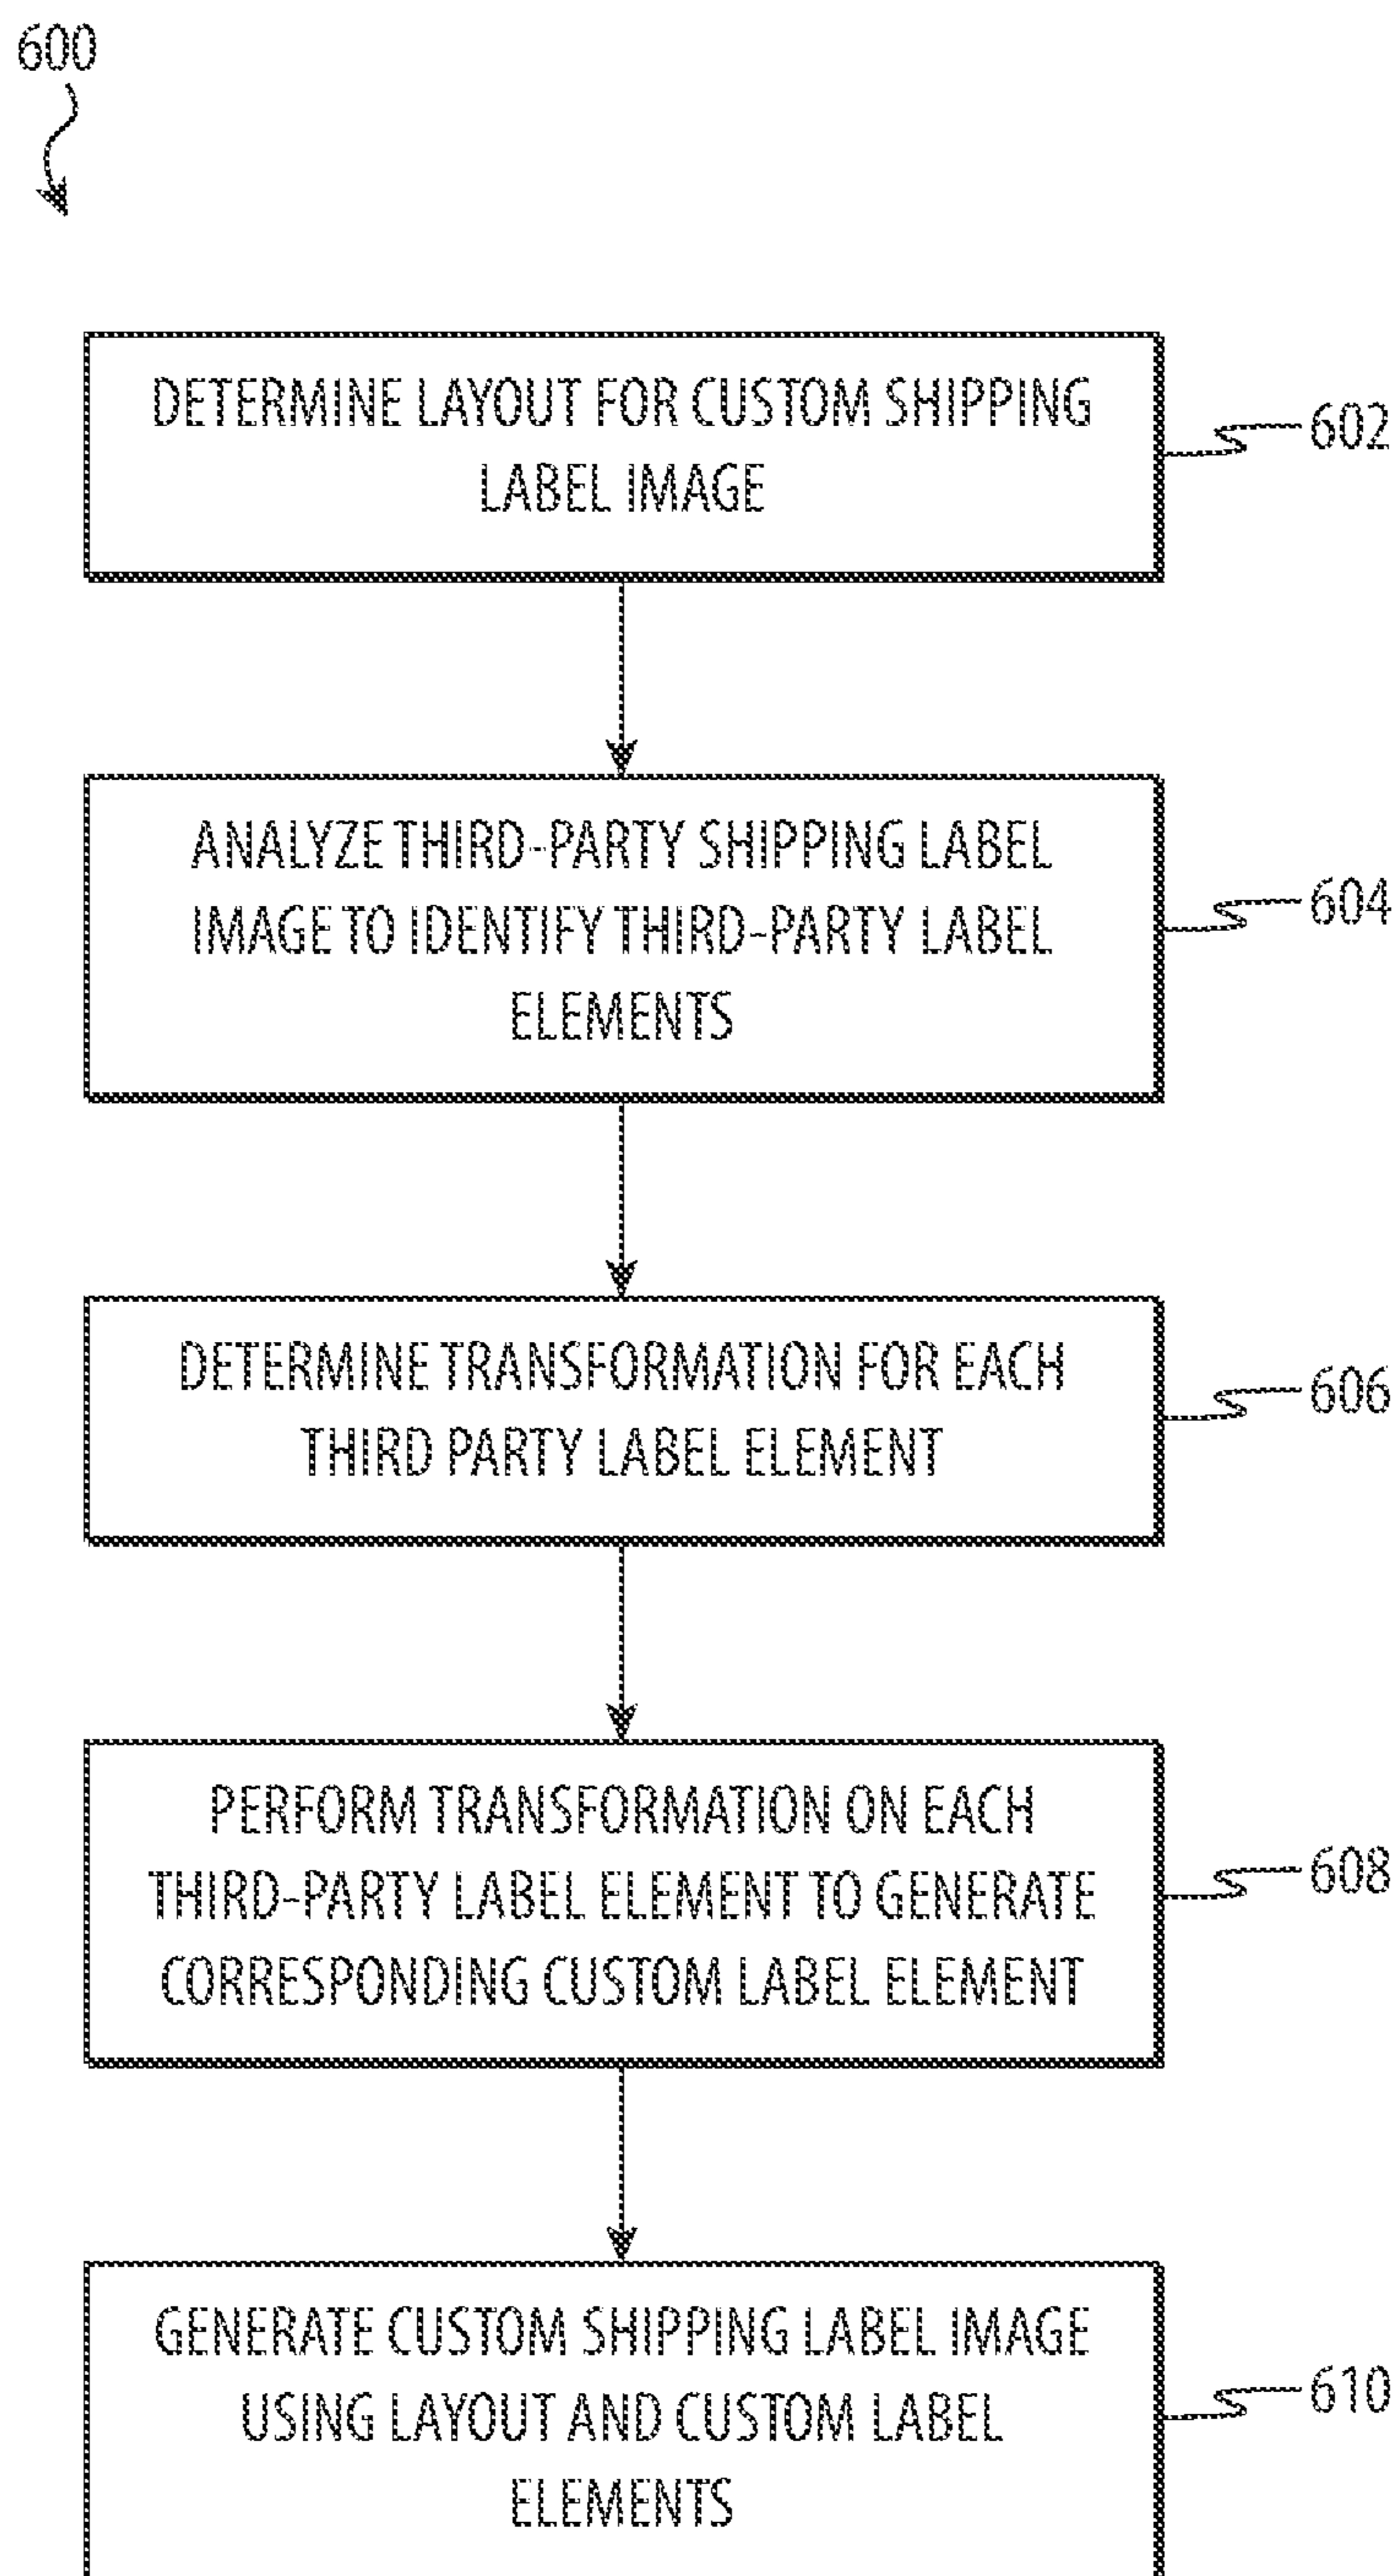 600
DETERMINE LAYOUT FOR CUSTOM SHIPPING
LABEL IMAGE
602
ANALYZE THIRD-PARTY SHIPPING LABEL
IMAGE TO IDENTIFY THIRD-PARTY LABEL
ELEMENTS
604
DETERMINE TRANSFORMATION FOR EACH
THIRD PARTY LABEL ELEMENT
606
PERFORM TRANSFORMATION ON EACH
THIRD-PARTY LABEL ELEMENT TO GENERATE
CORRESPONDING CUSTOM LABEL ELEMENT
608
GENERATE CUSTOM SHIPPING LABEL IMAGE
USING LAYOUT AND CUSTOM LABEL
ELEMENTS
610